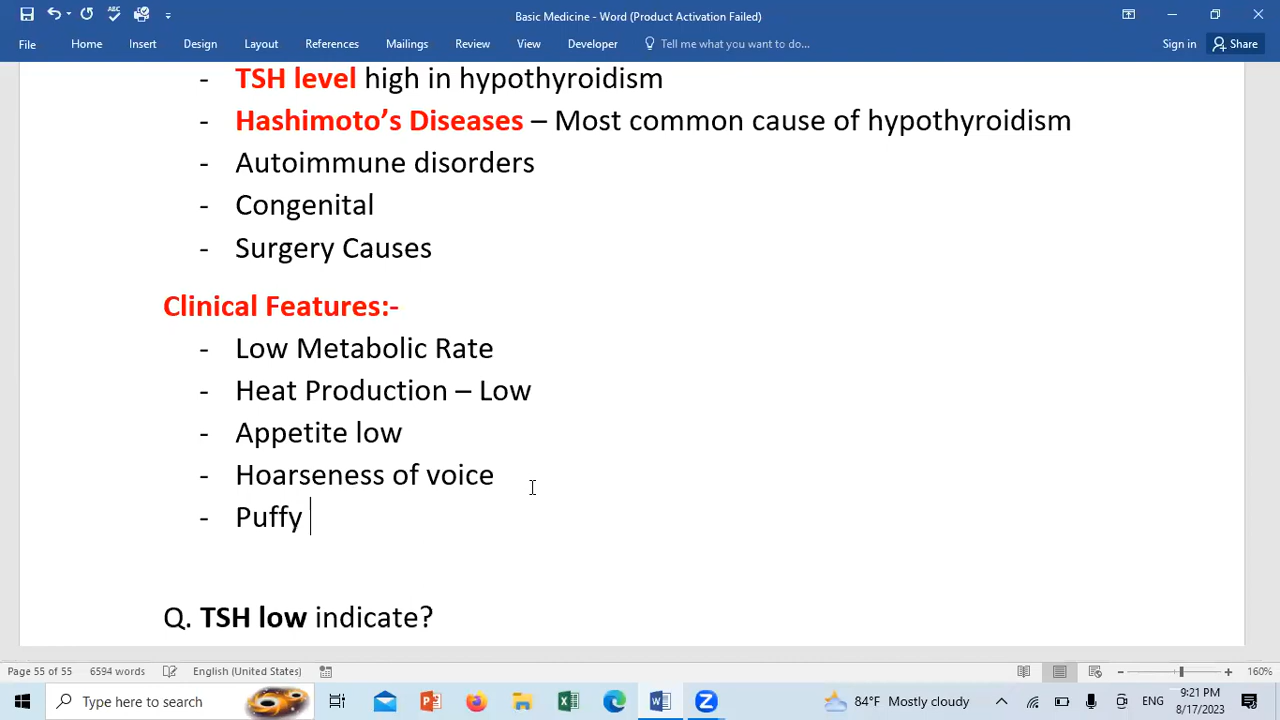 Basic Medicine - Word (Product Activation Failed)
File Home Insert Design Layout References Mailings Review View Developer Tell me what you want to do... Sign in Share
- TSH level high in hypothyroidism
- Hashimoto’s Diseases – Most common cause of hypothyroidism
- Autoimmune disorders
- Congenital
- Surgery Causes
Clinical Features:-
- Low Metabolic Rate
- Heat Production – Low
- Appetite low
- Hoarseness of voice
- Puffy
Q. TSH low indicate?
Page 55 of 55 6594 words English (United States) 160%
Type here to search 84°F Mostly cloudy ENG 9:21 PM
8/17/2023